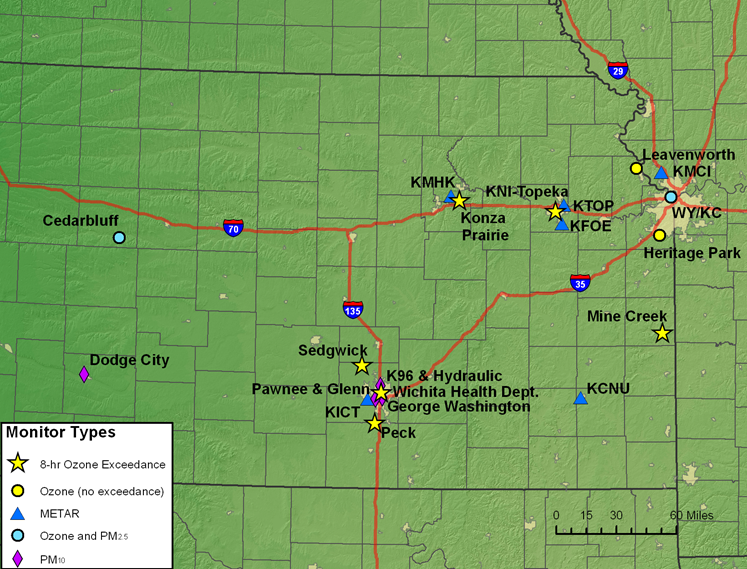 29
Leavenworth
KMCI
KMHK
KNI-Topeka
KTOP
Konza
Prairie
WY/KC
Cedarbluff
70
KFOE
Heritage Park
35
135
Mine Creek
Sedgwick
Dodge City
K96 & Hydraulic
Pawnee & Glenn
Wichita Health Dept.
KCNU
KICT
George Washington
Peck
Monitor Types
8-hr Ozone Exceedance
Ozone (no exceedance)
METAR
Ozone and PM2.5
PM10
0 15 30 60 Miles